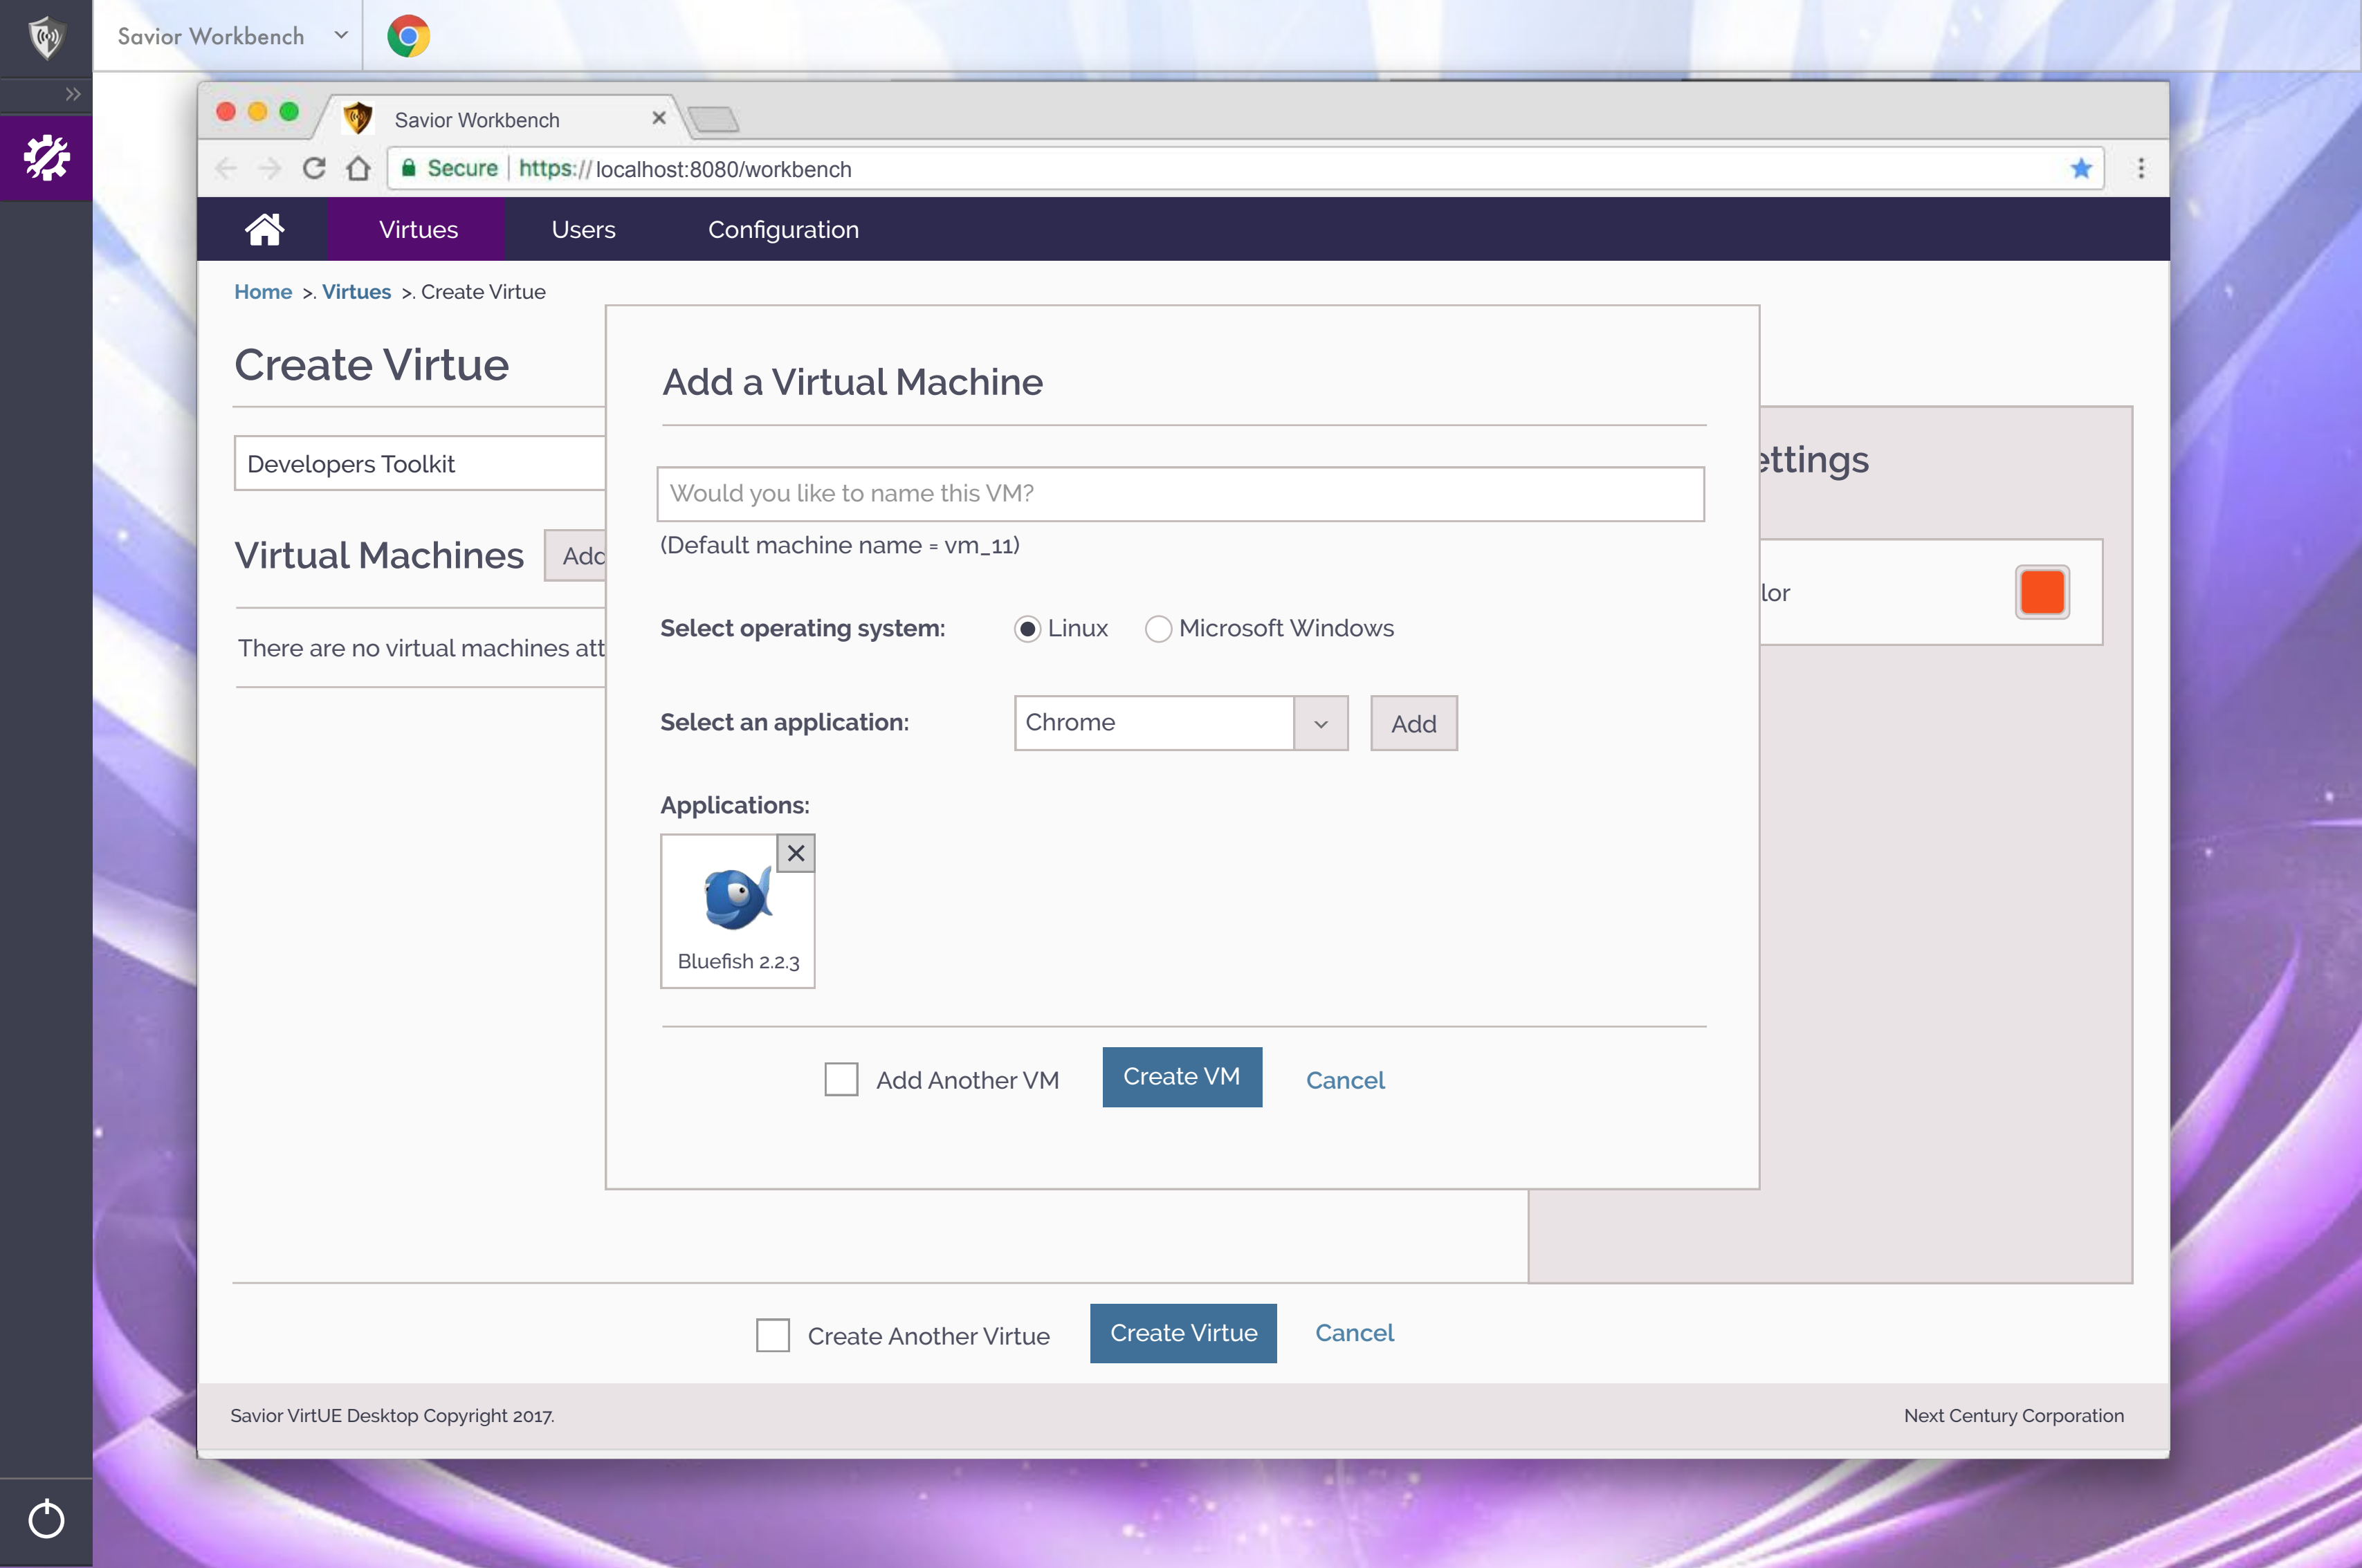 Savior Workbench
Savior Workbench
Secure https://localhost:8080/workbench
Virtues Users Configuration
Home >. Virtues >. Create Virtue
Create Virtue
Add a Virtual Machine
Developers Toolkit
ettings
Would you like to name this VM?
(Default machine name = vm_11)
Virtual Machines Add
lor
Select operating system: Linux Microsoft Windows
There are no virtual machines att
Select an application: Chrome Add
Applications:
Bluefish 2.2.3
Add Another VM Create VM Cancel
Create Another Virtue Create Virtue Cancel
Savior VirtUE Desktop Copyright 2017. Next Century Corporation